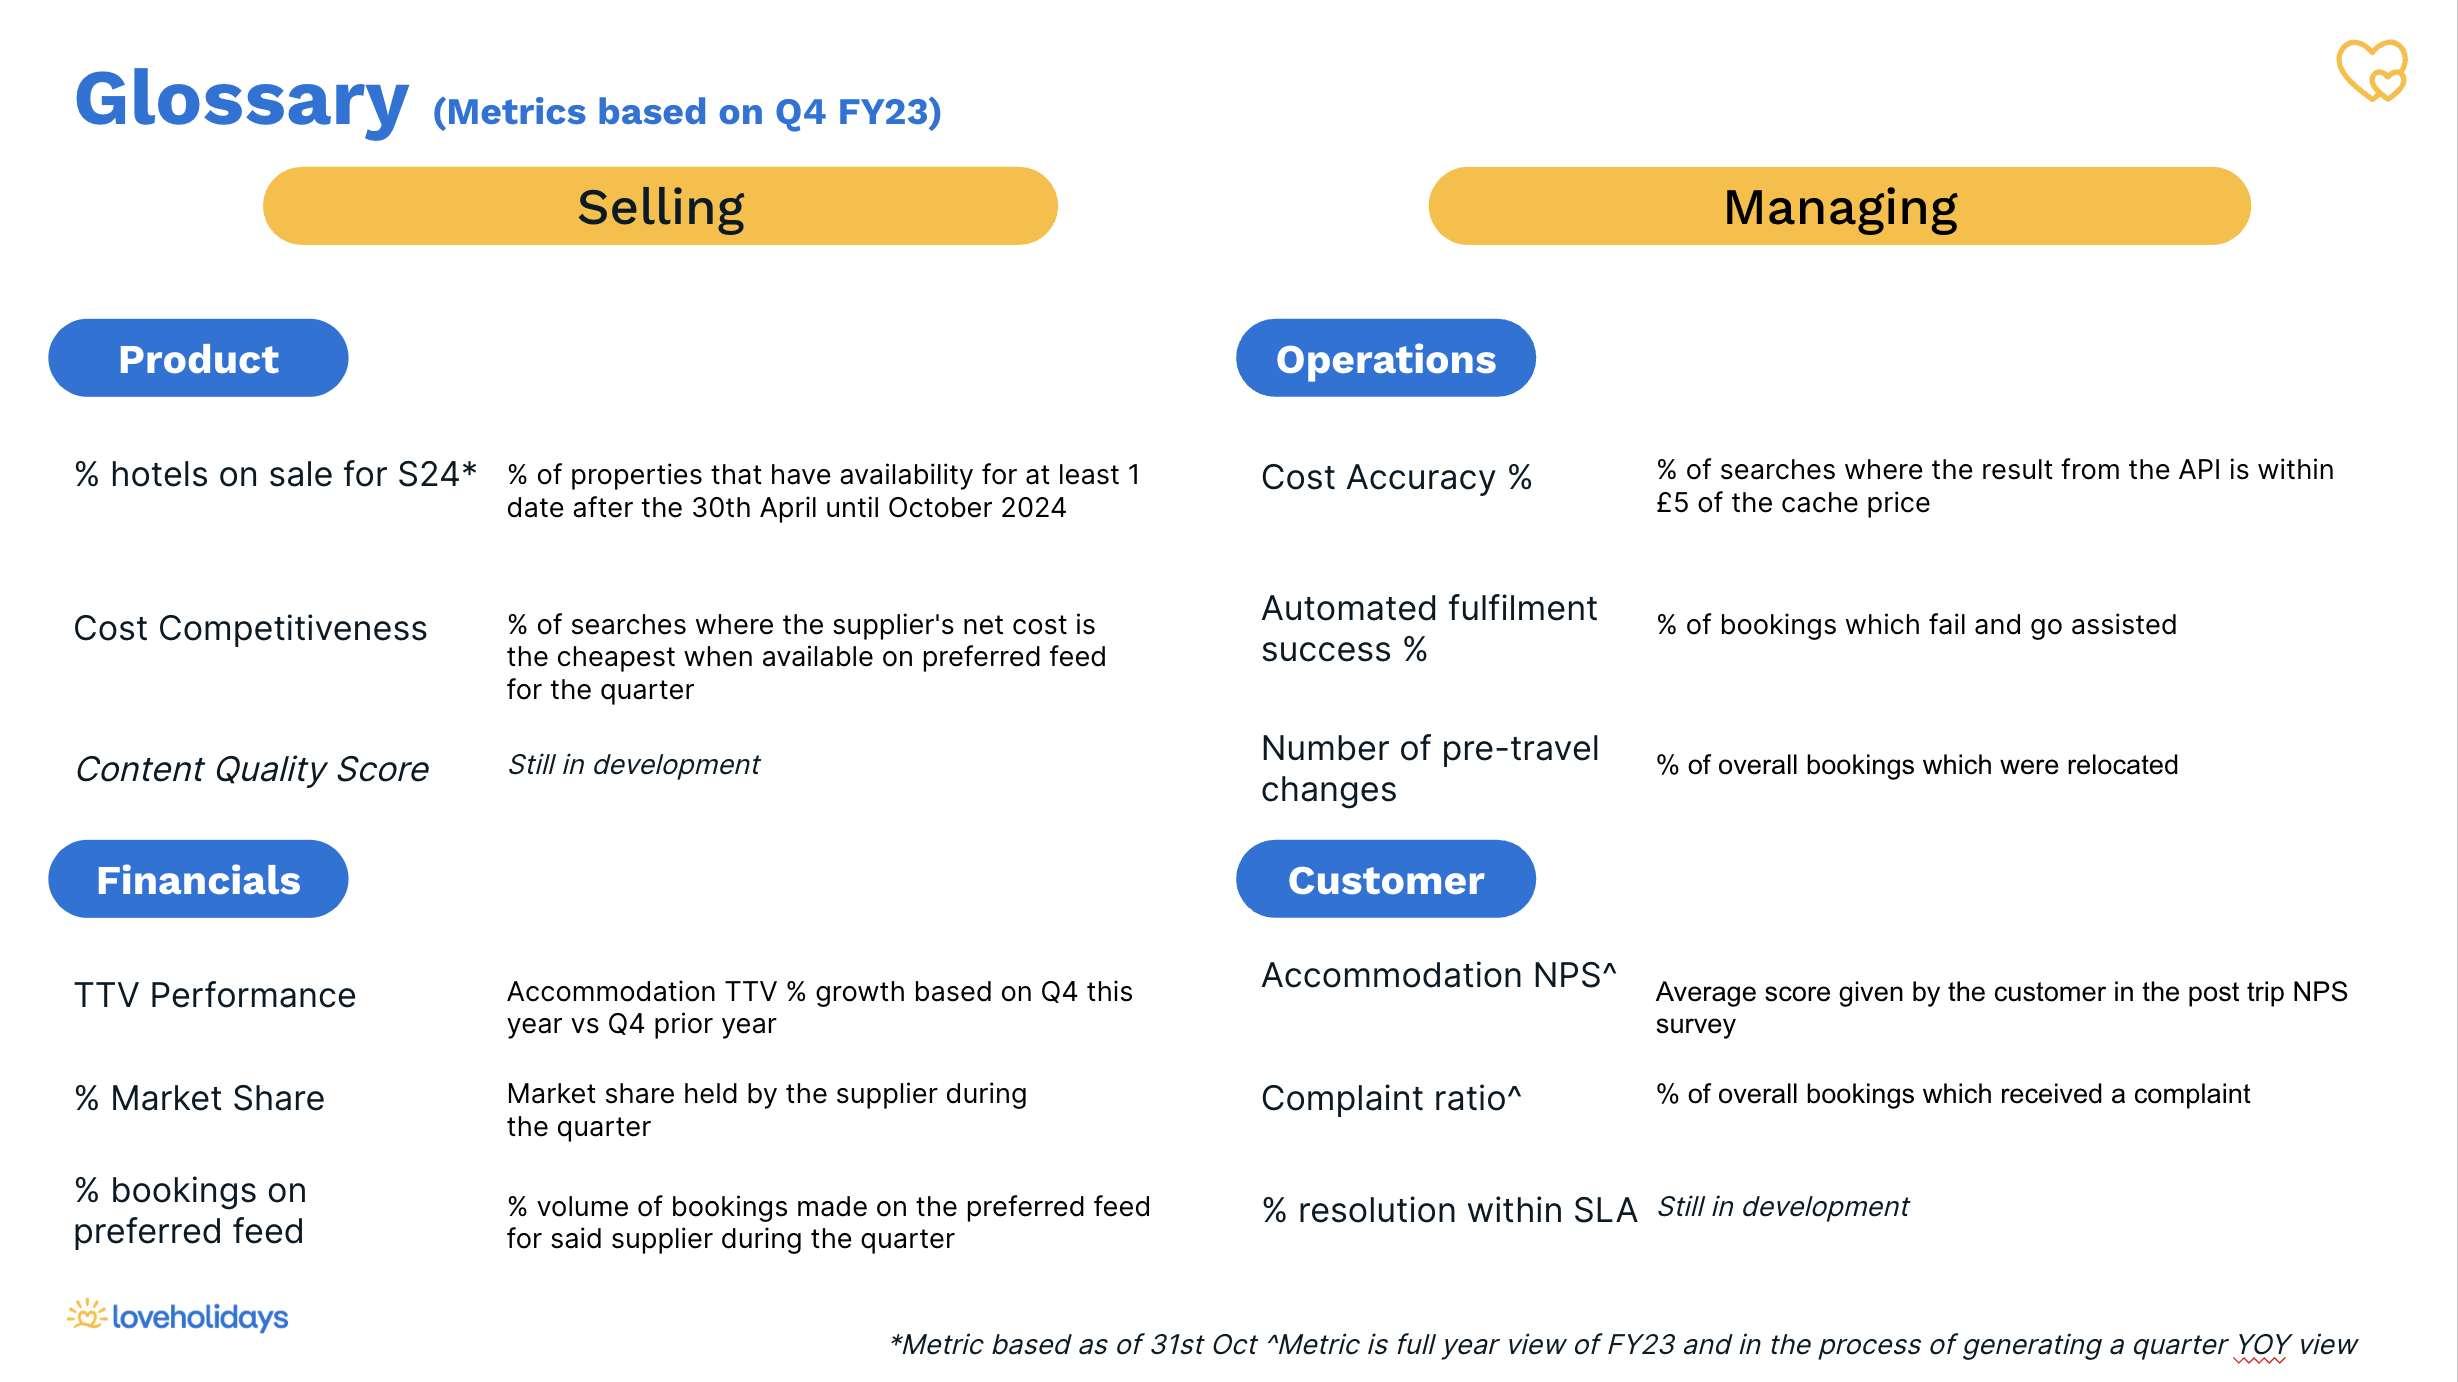 Glossary (Metrics based on Q4 FY23)
Selling
Product
% hotels on sale for S24*
% of properties that have availability for at least 1
date after the 30th April until October 2024
Cost Competitiveness
% of searches where the supplier's net cost is
the cheapest when available on preferred feed
for the quarter
Content Quality Score
Still in development
Financials
TTV Performance
Accommodation TTV % growth based on Q4 this
year vs Q4 prior year
% Market Share
Market share held by the supplier during
the quarter
% bookings on
preferred feed
% volume of bookings made on the preferred feed
for said supplier during the quarter
Managing
Operations
Cost Accuracy %
% of searches where the result from the API is within
£5 of the cache price
Automated fulfilment
success %
% of bookings which fail and go assisted
Number of pre-travel
changes
% of overall bookings which were relocated
Customer
Accommodation NPS^
Average score given by the customer in the post trip NPS
survey
Complaint ratio^
% of overall bookings which received a complaint
% resolution within SLA
Still in development
loveholidays
*Metric based as of 31st Oct ^Metric is full year view of FY23 and in the process of generating a quarter YOY view